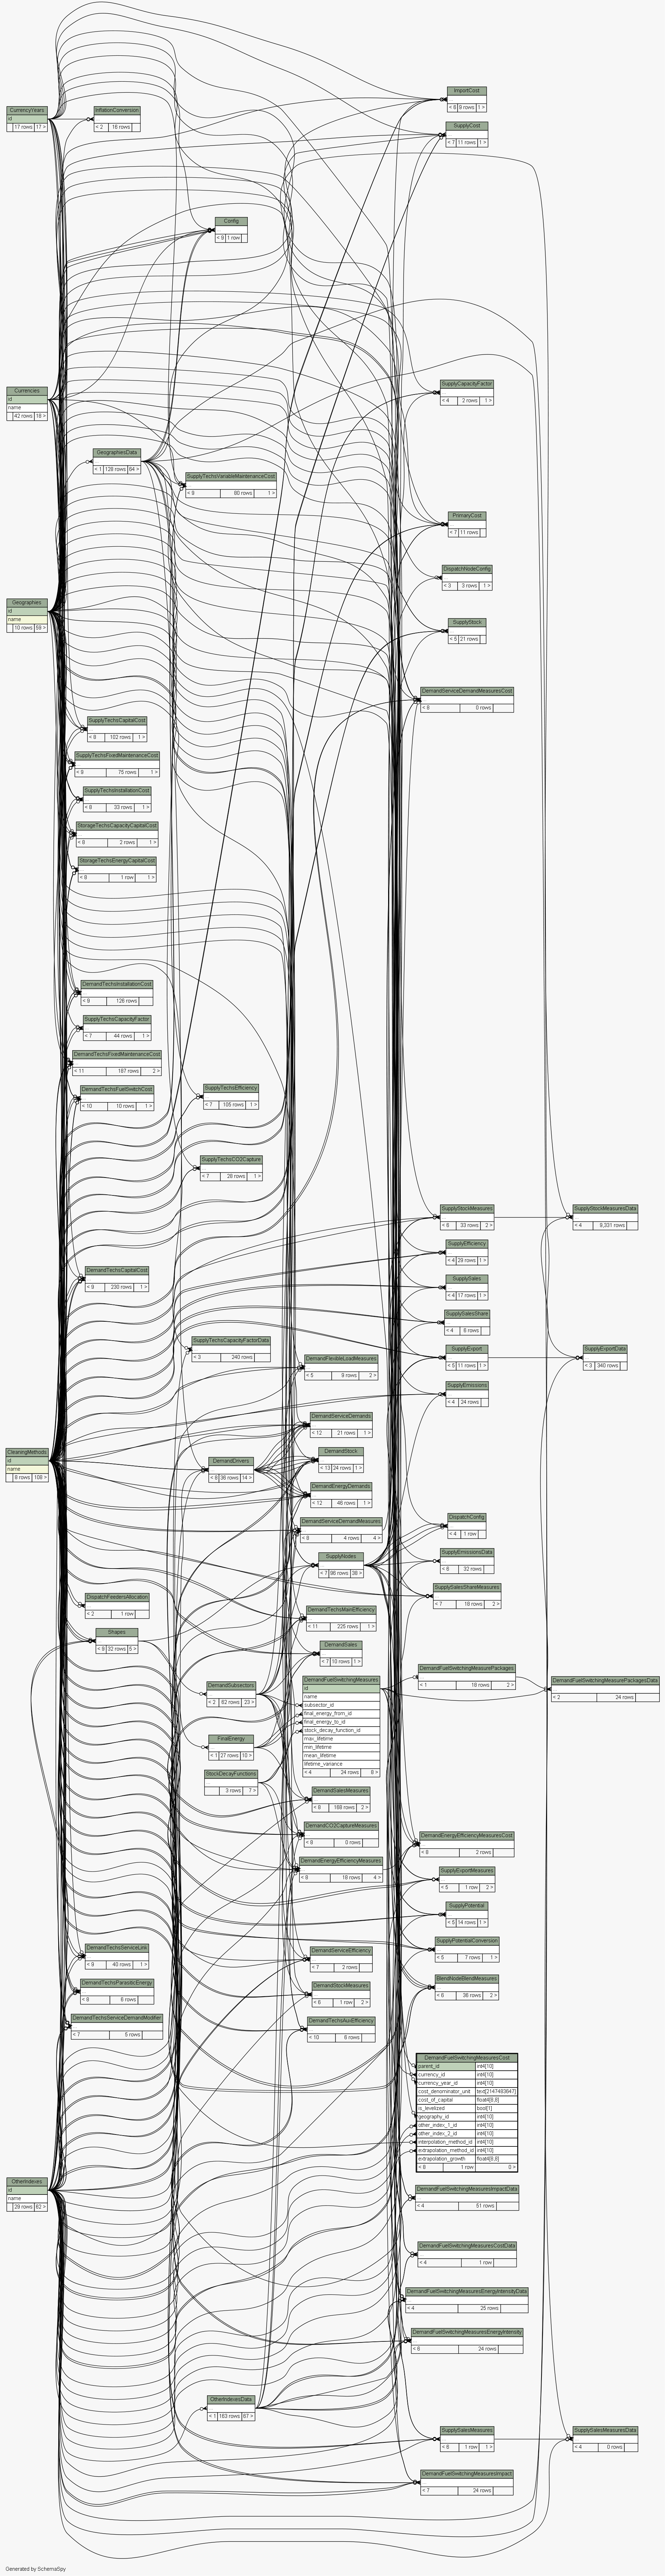 ImportCost
< 6 9 rows 1 >
CurrencyYears
id
17 rows 17 >
InflationConversion
< 2 16 rows
SupplyCost
< 7 11 rows 1 >
Config
< 9 1 row
Currencies
id
name
42 rows 18 >
SupplyCapacityFactor
< 4 2 rows 1 >
GeographiesData
< 1 128 rows 64 >
SupplyTechsVariableMaintenanceCost
< 9 80 rows 1 >
PrimaryCost
< 7 11 rows
DispatchNodeConfig
< 3 3 rows 1 >
Geographies
id
name
10 rows 59 >
SupplyStock
< 5 21 rows
DemandServiceDemandMeasuresCost
< 8 0 rows
SupplyTechsCapitalCost
< 8 102 rows 1 >
SupplyTechsFixedMaintenanceCost
< 8 75 rows 1 >
SupplyTechsInstallationCost
< 8 33 rows 1 >
StorageTechsCapacityCapitalCost
< 8 2 rows 1 >
StorageTechsEnergyCapitalCost
< 8 1 row 1 >
DemandTechsInstallationCost
< 9 126 rows
SupplyTechsCapacityFactor
< 7 44 rows 1 >
DemandTechsFixedMaintenanceCost
< 11 187 rows 2 >
DemandTechsFuelSwitchCost
< 10 10 rows 1 >
SupplyTechsEfficiency
< 7 105 rows 1 >
SupplyTechsCO2Capture
< 7 28 rows 1 >
SupplyStockMeasures
< 6 33 rows 2 >
SupplyStockMeasuresData
< 4 9,331 rows
SupplyEfficiency
< 4 29 rows 1 >
DemandTechsCapitalCost
< 9 230 rows 1 >
SupplySales
< 4 17 rows 1 >
SupplySalesShare
< 4 8 rows
SupplyTechsCapacityFactorData
< 3 240 rows
SupplyExport
< 5 11 rows 1 >
SupplyExportData
< 3 340 rows
DemandFlexibleLoadMeasures
< 5 9 rows 2 >
SupplyEmissions
< 4 24 rows
DemandServiceDemands
< 12 21 rows 1 >
CleaningMethods
id
name
8 rows 108 >
DemandStock
< 13 24 rows 1 >
DemandDrivers
< 8 36 rows 14 >
DemandEnergyDemands
< 12 46 rows 1 >
DemandServiceDemandMeasures
< 8 4 rows 4 >
DispatchConfig
< 4 1 row
SupplyNodes
< 7 96 rows 38 >
SupplyEmissionsData
< 6 32 rows
SupplySalesShareMeasures
< 7 18 rows 2 >
DispatchFeedersAllocation
< 2 1 row
DemandTechsMainEfficiency
< 11 225 rows 1 >
Shapes
< 8 32 rows 5 >
DemandSales
< 7 10 rows 1 >
DemandFuelSwitchingMeasurePackages
< 1 18 rows 2 >
DemandFuelSwitchingMeasurePackagesData
< 2 24 rows
DemandSubsectors
< 2 62 rows 23 >
DemandFuelSwitchingMeasures
id
name
subsector_id
final_energy_from_id
final_energy_to_id
stock_decay_function_id
max_lifetime
min_lifetime
mean_lifetime
lifetime_variance
< 4 24 rows 8 >
FinalEnergy
< 1 27 rows 10 >
StockDecayFunctions
3 rows 7 >
DemandSalesMeasures
< 8 168 rows 2 >
DemandCO2CaptureMeasures
< 8 0 rows
DemandEnergyEfficiencyMeasuresCost
< 8 2 rows
DemandEnergyEfficiencyMeasures
< 8 18 rows 4 >
SupplyExportMeasures
< 5 1 row 2 >
SupplyPotential
< 5 14 rows 1 >
SupplyPotentialConversion
< 5 7 rows 1 >
DemandTechsServiceLink
< 9 40 rows 1 >
DemandServiceEfficiency
< 7 2 rows
DemandTechsParasiticEnergy
< 8 6 rows
DemandStockMeasures
< 6 1 row 2 >
BlendNodeBlendMeasures
< 6 36 rows 2 >
DemandTechsServiceDemandModifier
< 7 5 rows
DemandTechsAuxEfficiency
< 10 6 rows
DemandFuelSwitchingMeasuresCost
parent_id int4[10]
currency_id int4[10]
currency_year_id int4[10]
cost_denominator_unit text[2147483647]
cost_of_capital float4[8,8]
is_levelized bool[1]
geography_id int4[10]
other_index_1_id int4[10]
other_index_2_id int4[10]
interpolation_method_id int4[10]
extrapolation_method_id int4[10]
extrapolation_growth float4[8,8]
< 8 1 row 0 >
OtherIndexes
id
name
29 rows 62 >
DemandFuelSwitchingMeasuresImpactData
< 4 51 rows
DemandFuelSwitchingMeasuresCostData
< 4 1 row
DemandFuelSwitchingMeasuresEnergyIntensityData
< 4 25 rows
DemandFuelSwitchingMeasuresEnergyIntensity
< 6 24 rows
OtherIndexesData
< 1 163 rows 67 >
SupplySalesMeasures
< 6 1 row 1 >
SupplySalesMeasuresData
< 4 0 rows
DemandFuelSwitchingMeasuresImpact
< 7 24 rows
Generated by SchemaSpy